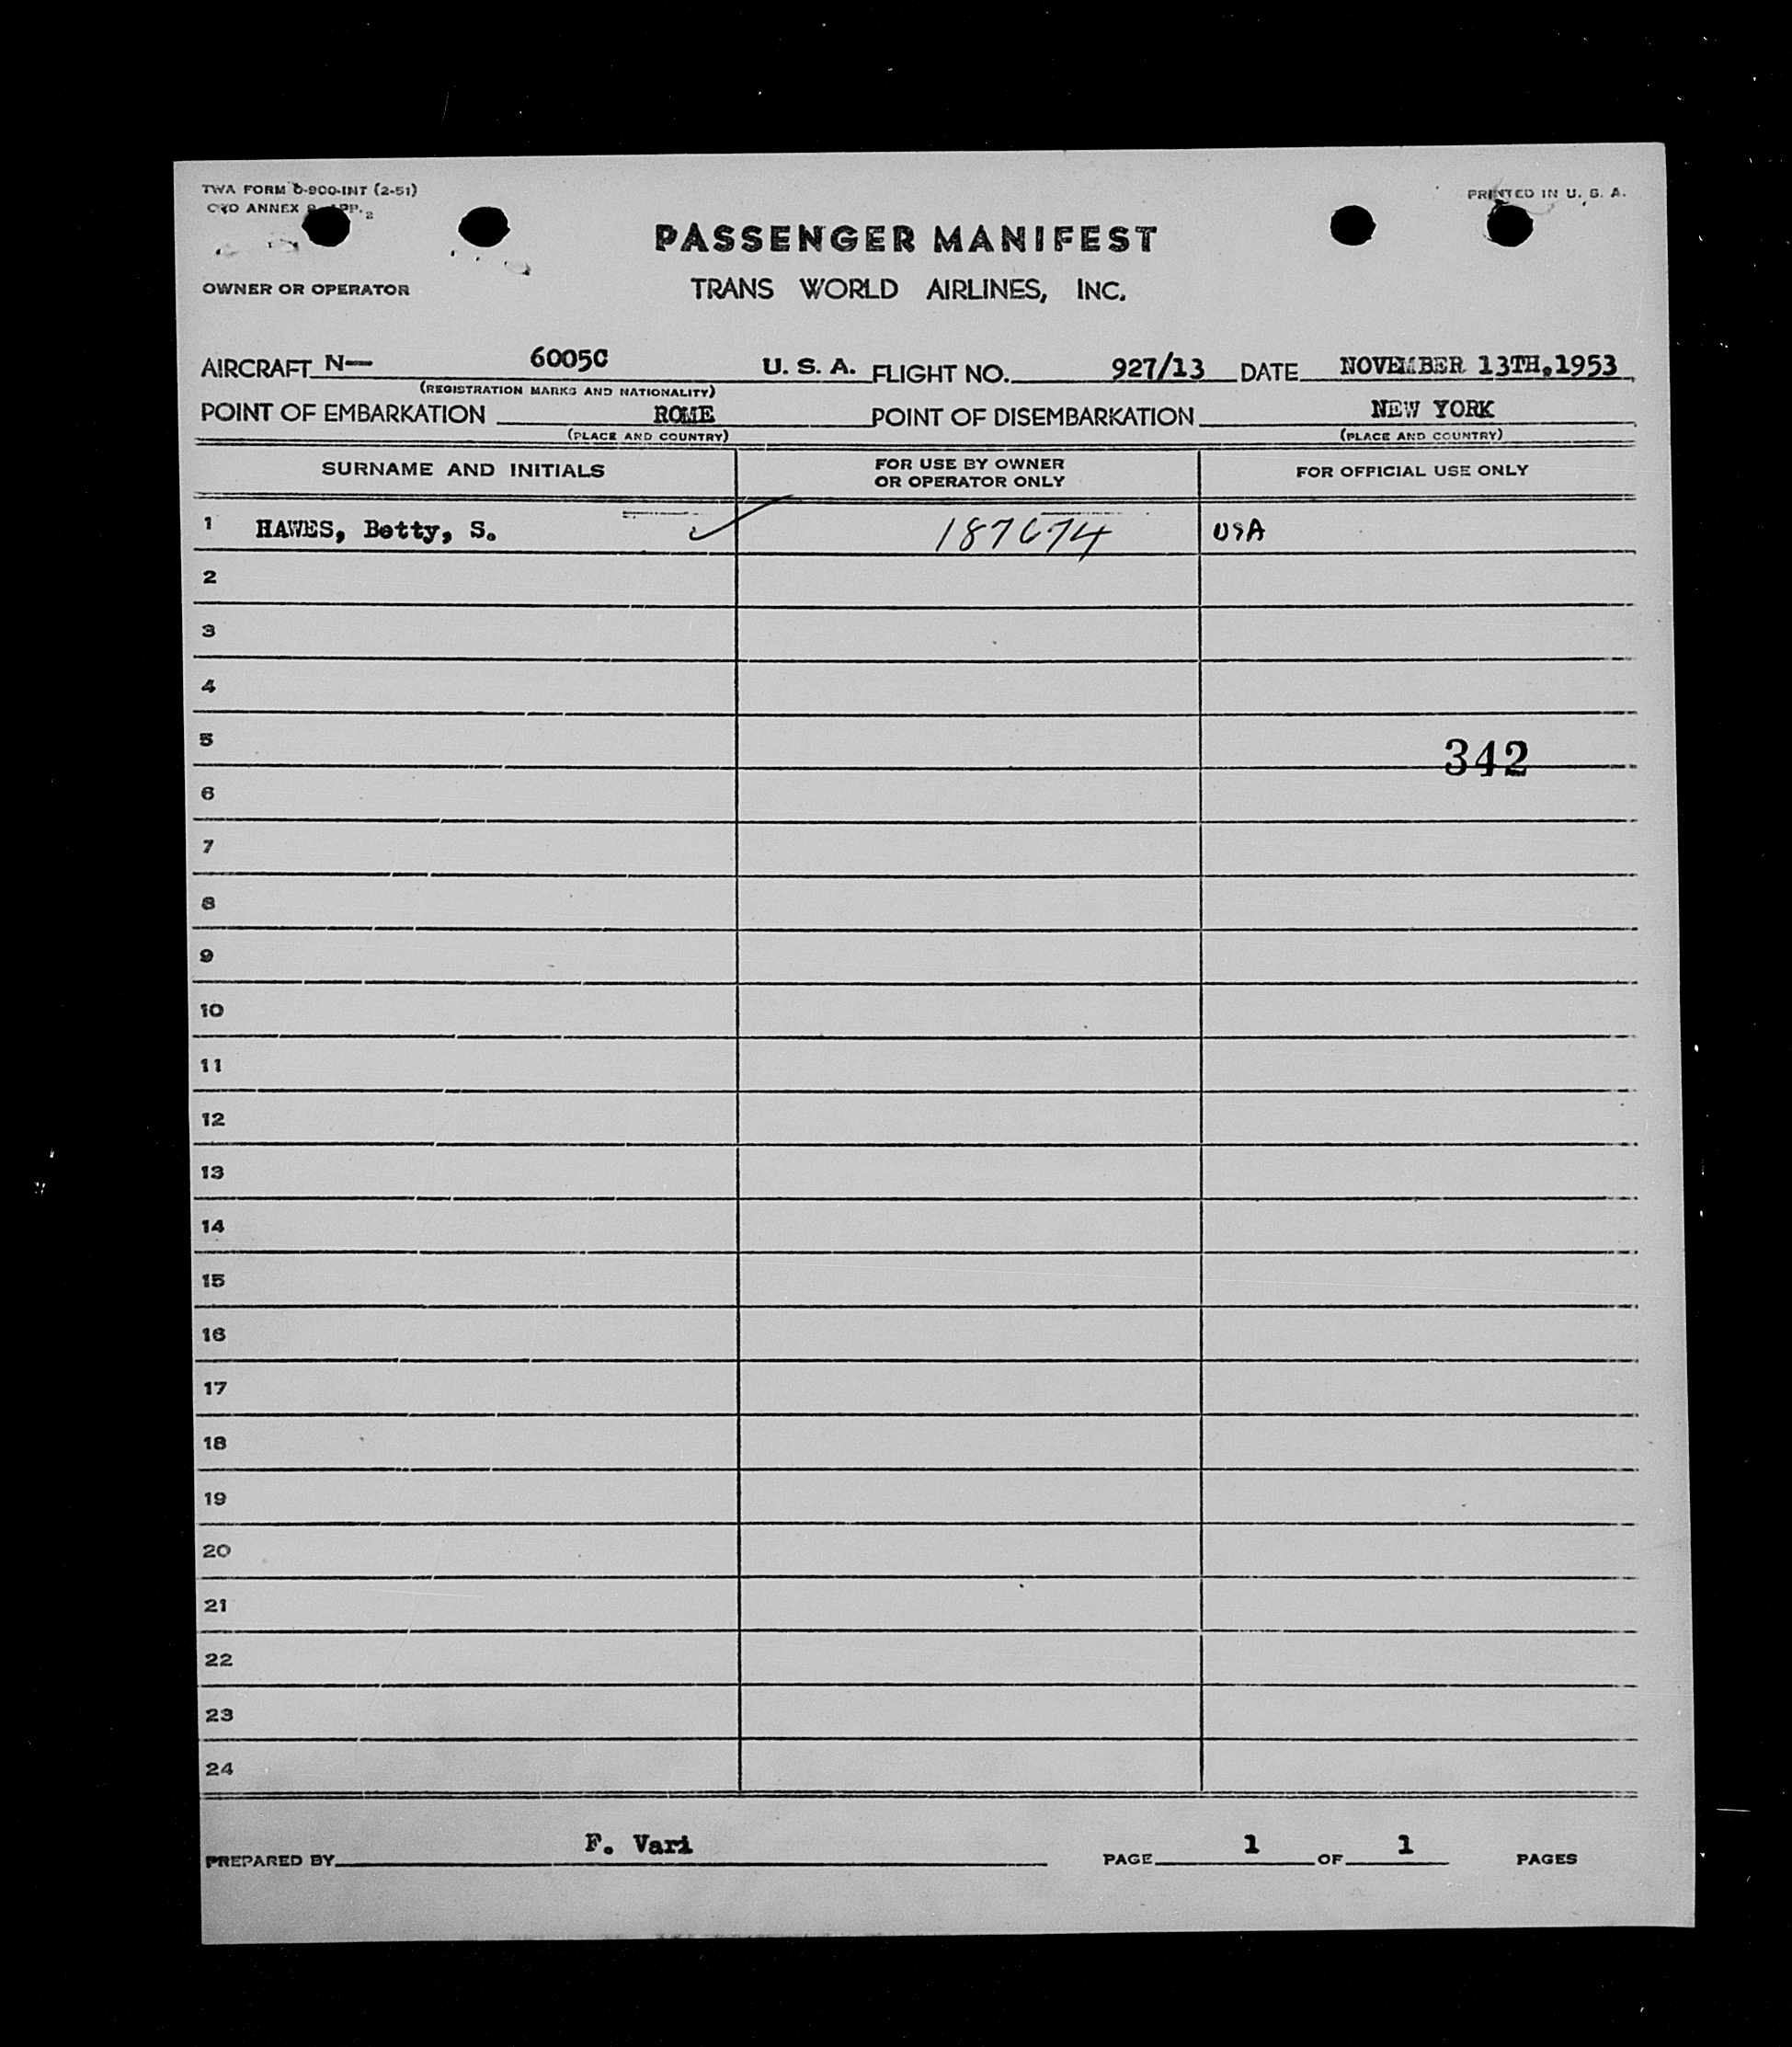 TWA FORM O-900-INT (2-51)
PRINTED IN U. S. A.
ANNEX
PASSENGER MANIFEST
OWNER OR OPERATOR
TRANS WORLD AIRLINES, INC.
AIRCRAFT N— 6005C U. S. A. FLIGHT NO. 927/13 DATE NOVEMBER 13TH,1953
(REGISTRATION MARKS AND NATIONALITY)
POINT OF EMBARKATION ROME POINT OF DISEMBARKATION NEW YORK
(PLACE AND COUNTRY) (PLACE AND COUNTRY)
SURNAME AND INITIALS
FOR USE BY OWNER
OR OPERATOR ONLY
FOR OFFICIAL USE ONLY
1 HAWES, Betty, S. ✓ 187674 USA
2
3
4
5
342
6
7
8
9
10
11
12
13
14
15
16
17
18
19
20
21
22
23
24
PREPARED BY F. Vari PAGE 1 OF 1 PAGES